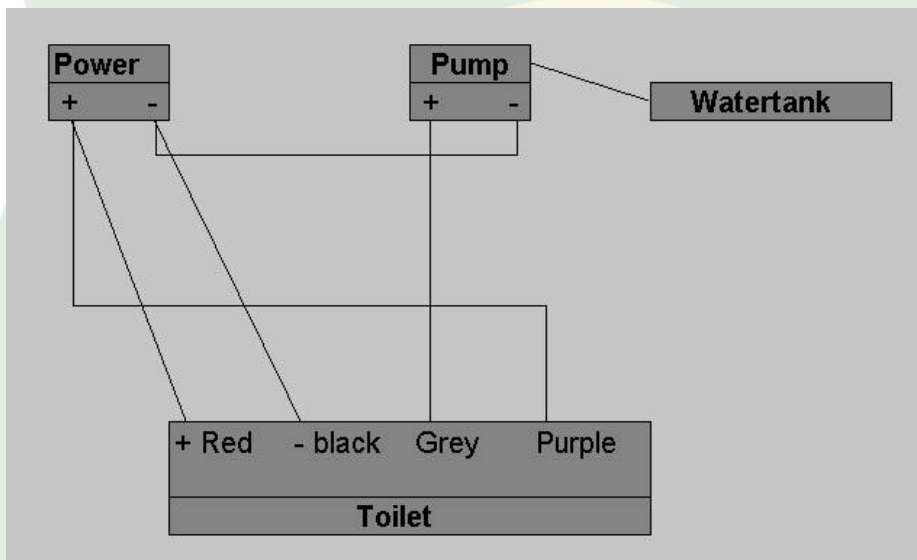 Power
+ -
Pump
+ -
Watertank
+ Red - black Grey Purple
Toilet